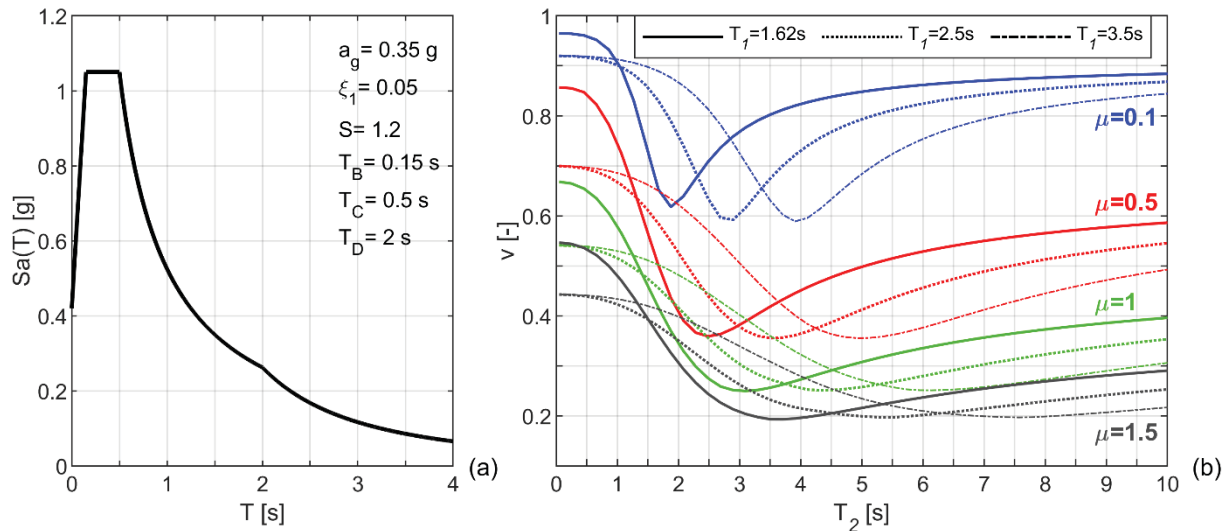 1.2
1
0.8
0.6
0.4
0.2
0
Sa(T) [g]
a_g = 0.35 g
ξ_1 = 0.05
S= 1.2
T_B= 0.15 s
T_C= 0.5 s
T_D= 2 s
0 1 2 3 4
T [s]
(a)
1
0.8
0.6
0.4
0.2
v [-]
T_1=1.62s T_1=2.5s T_1=3.5s
μ=0.1
μ=0.5
μ=1
μ=1.5
0 1 2 3 4 5 6 7 8 9 10
T_2 [s]
(b)